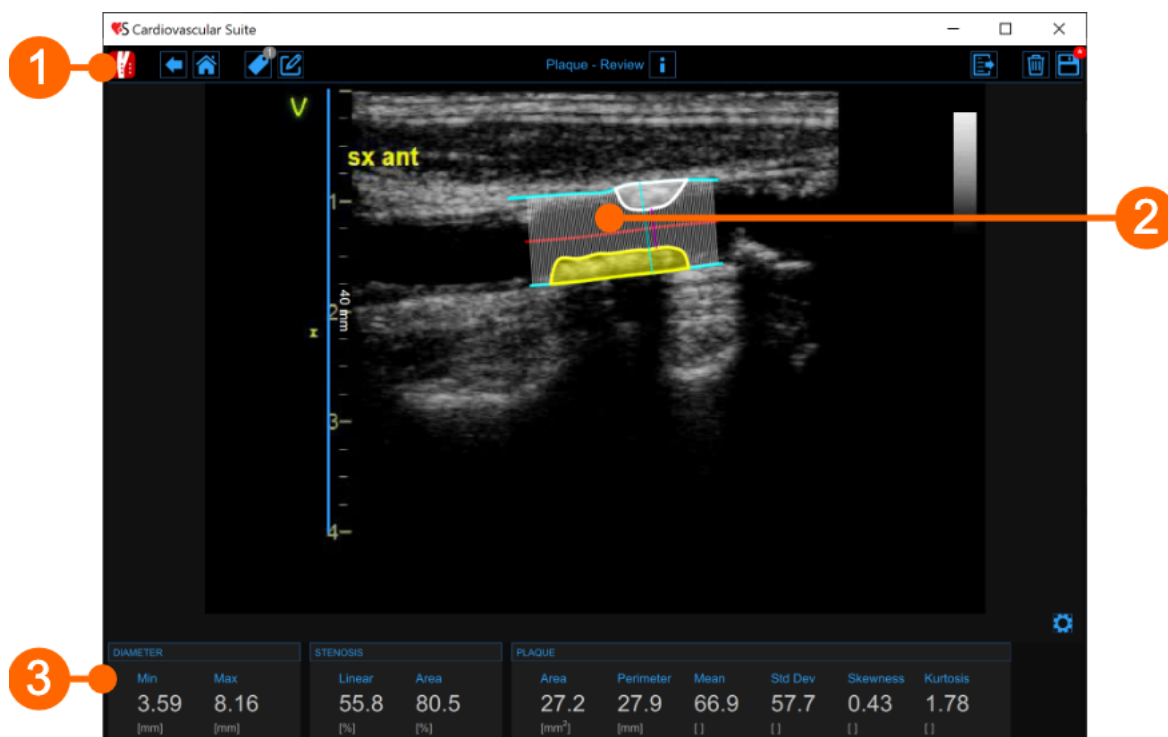 S Cardiovascular Suite
1
1
Plaque - Review i
*
V
sx ant
1
2
2
40 mm
3
4
3
DIAMETER STENOSIS PLAQUE
Min Max Linear Area Area Perimeter Mean Std Dev Skewness Kurtosis
3.59 8.16 55.8 80.5 27.2 27.9 66.9 57.7 0.43 1.78
[mm] [mm] [%] [%] [mm²] [mm] [ ] [ ] [ ] [ ]